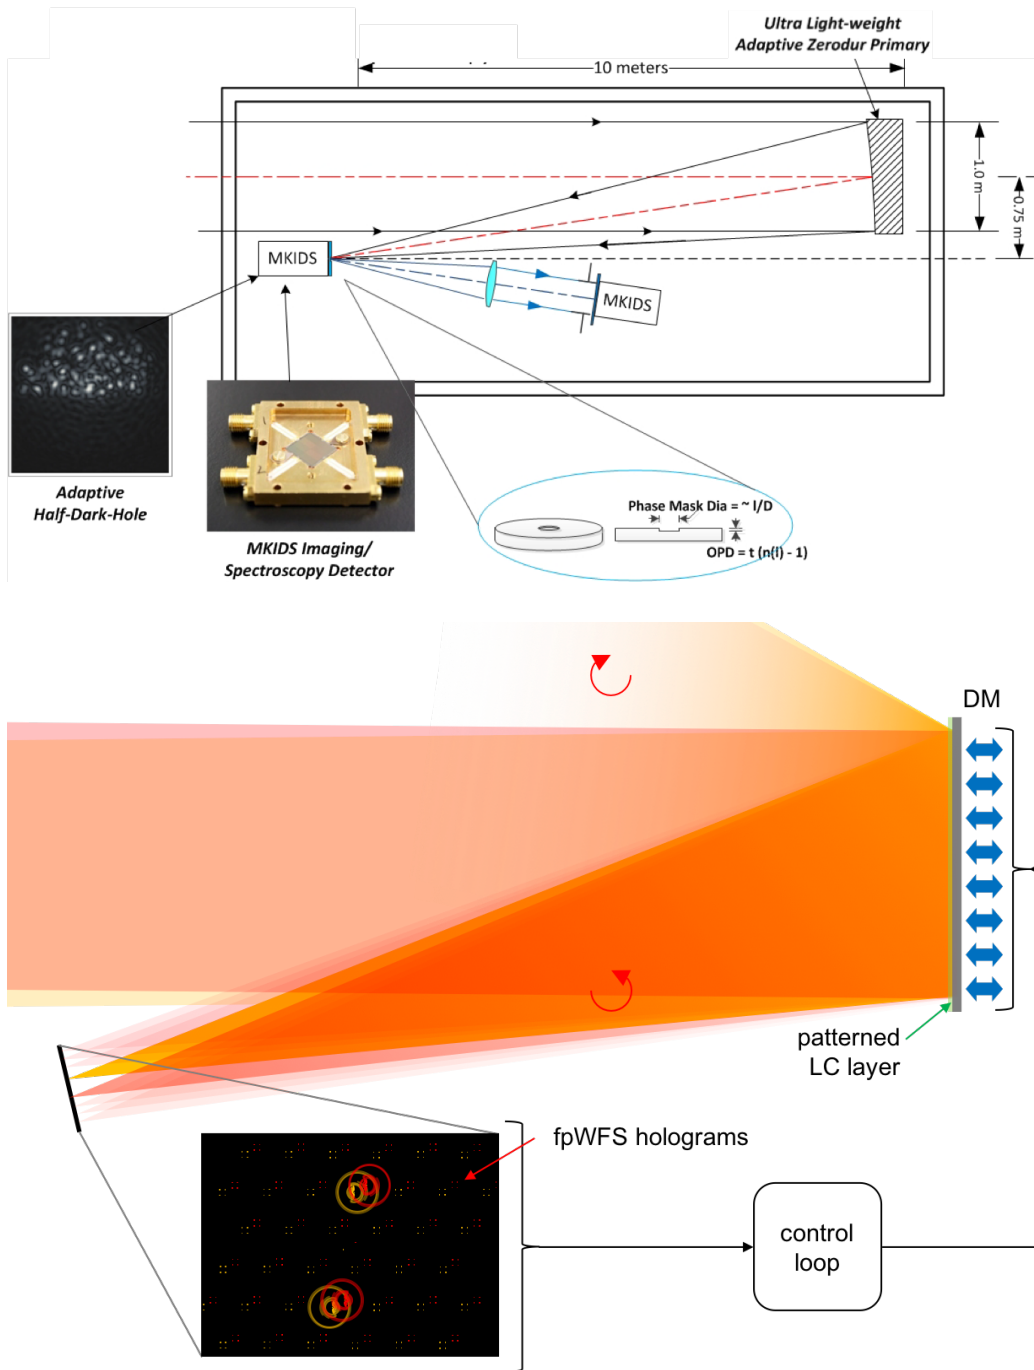 Ultra Light-weight
Adaptive Zerodur Primary
10 meters
1.0 m
0.75 m
MKIDS
MKIDS
Adaptive
Half-Dark-Hole
MKIDS Imaging/
Spectroscopy Detector
Phase Mask Dia = ~ l/D
OPD = t (n(l) - 1)
DM
patterned
LC layer
fpWFS holograms
control
loop